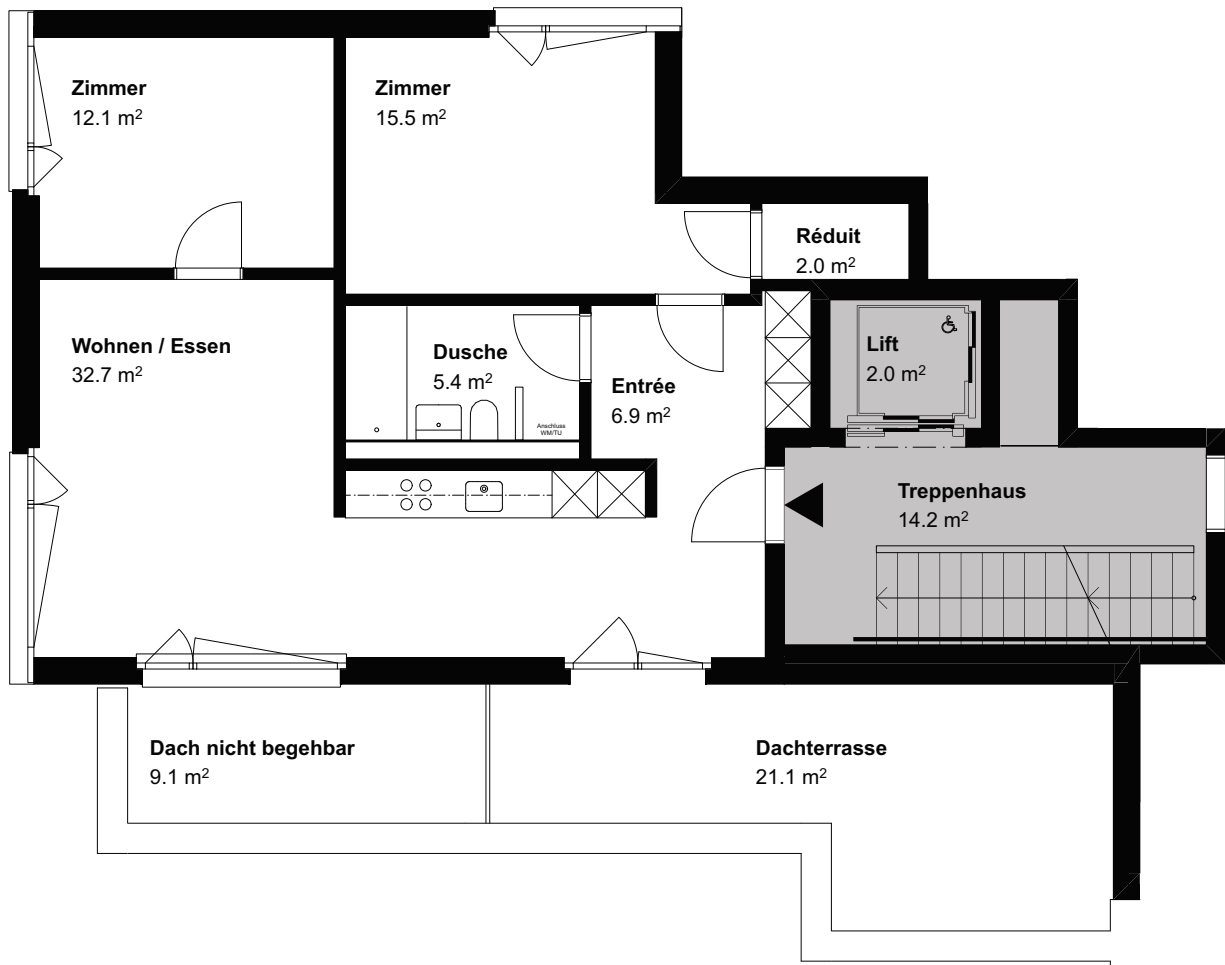 Zimmer
12.1 m²
Zimmer
15.5 m²
Réduit
2.0 m²
Wohnen / Essen
32.7 m²
Dusche
5.4 m²
Anschluss
WM/TU
Entrée
6.9 m²
Lift
2.0 m²
Treppenhaus
14.2 m²
Dach nicht begehbar
9.1 m²
Dachterrasse
21.1 m²